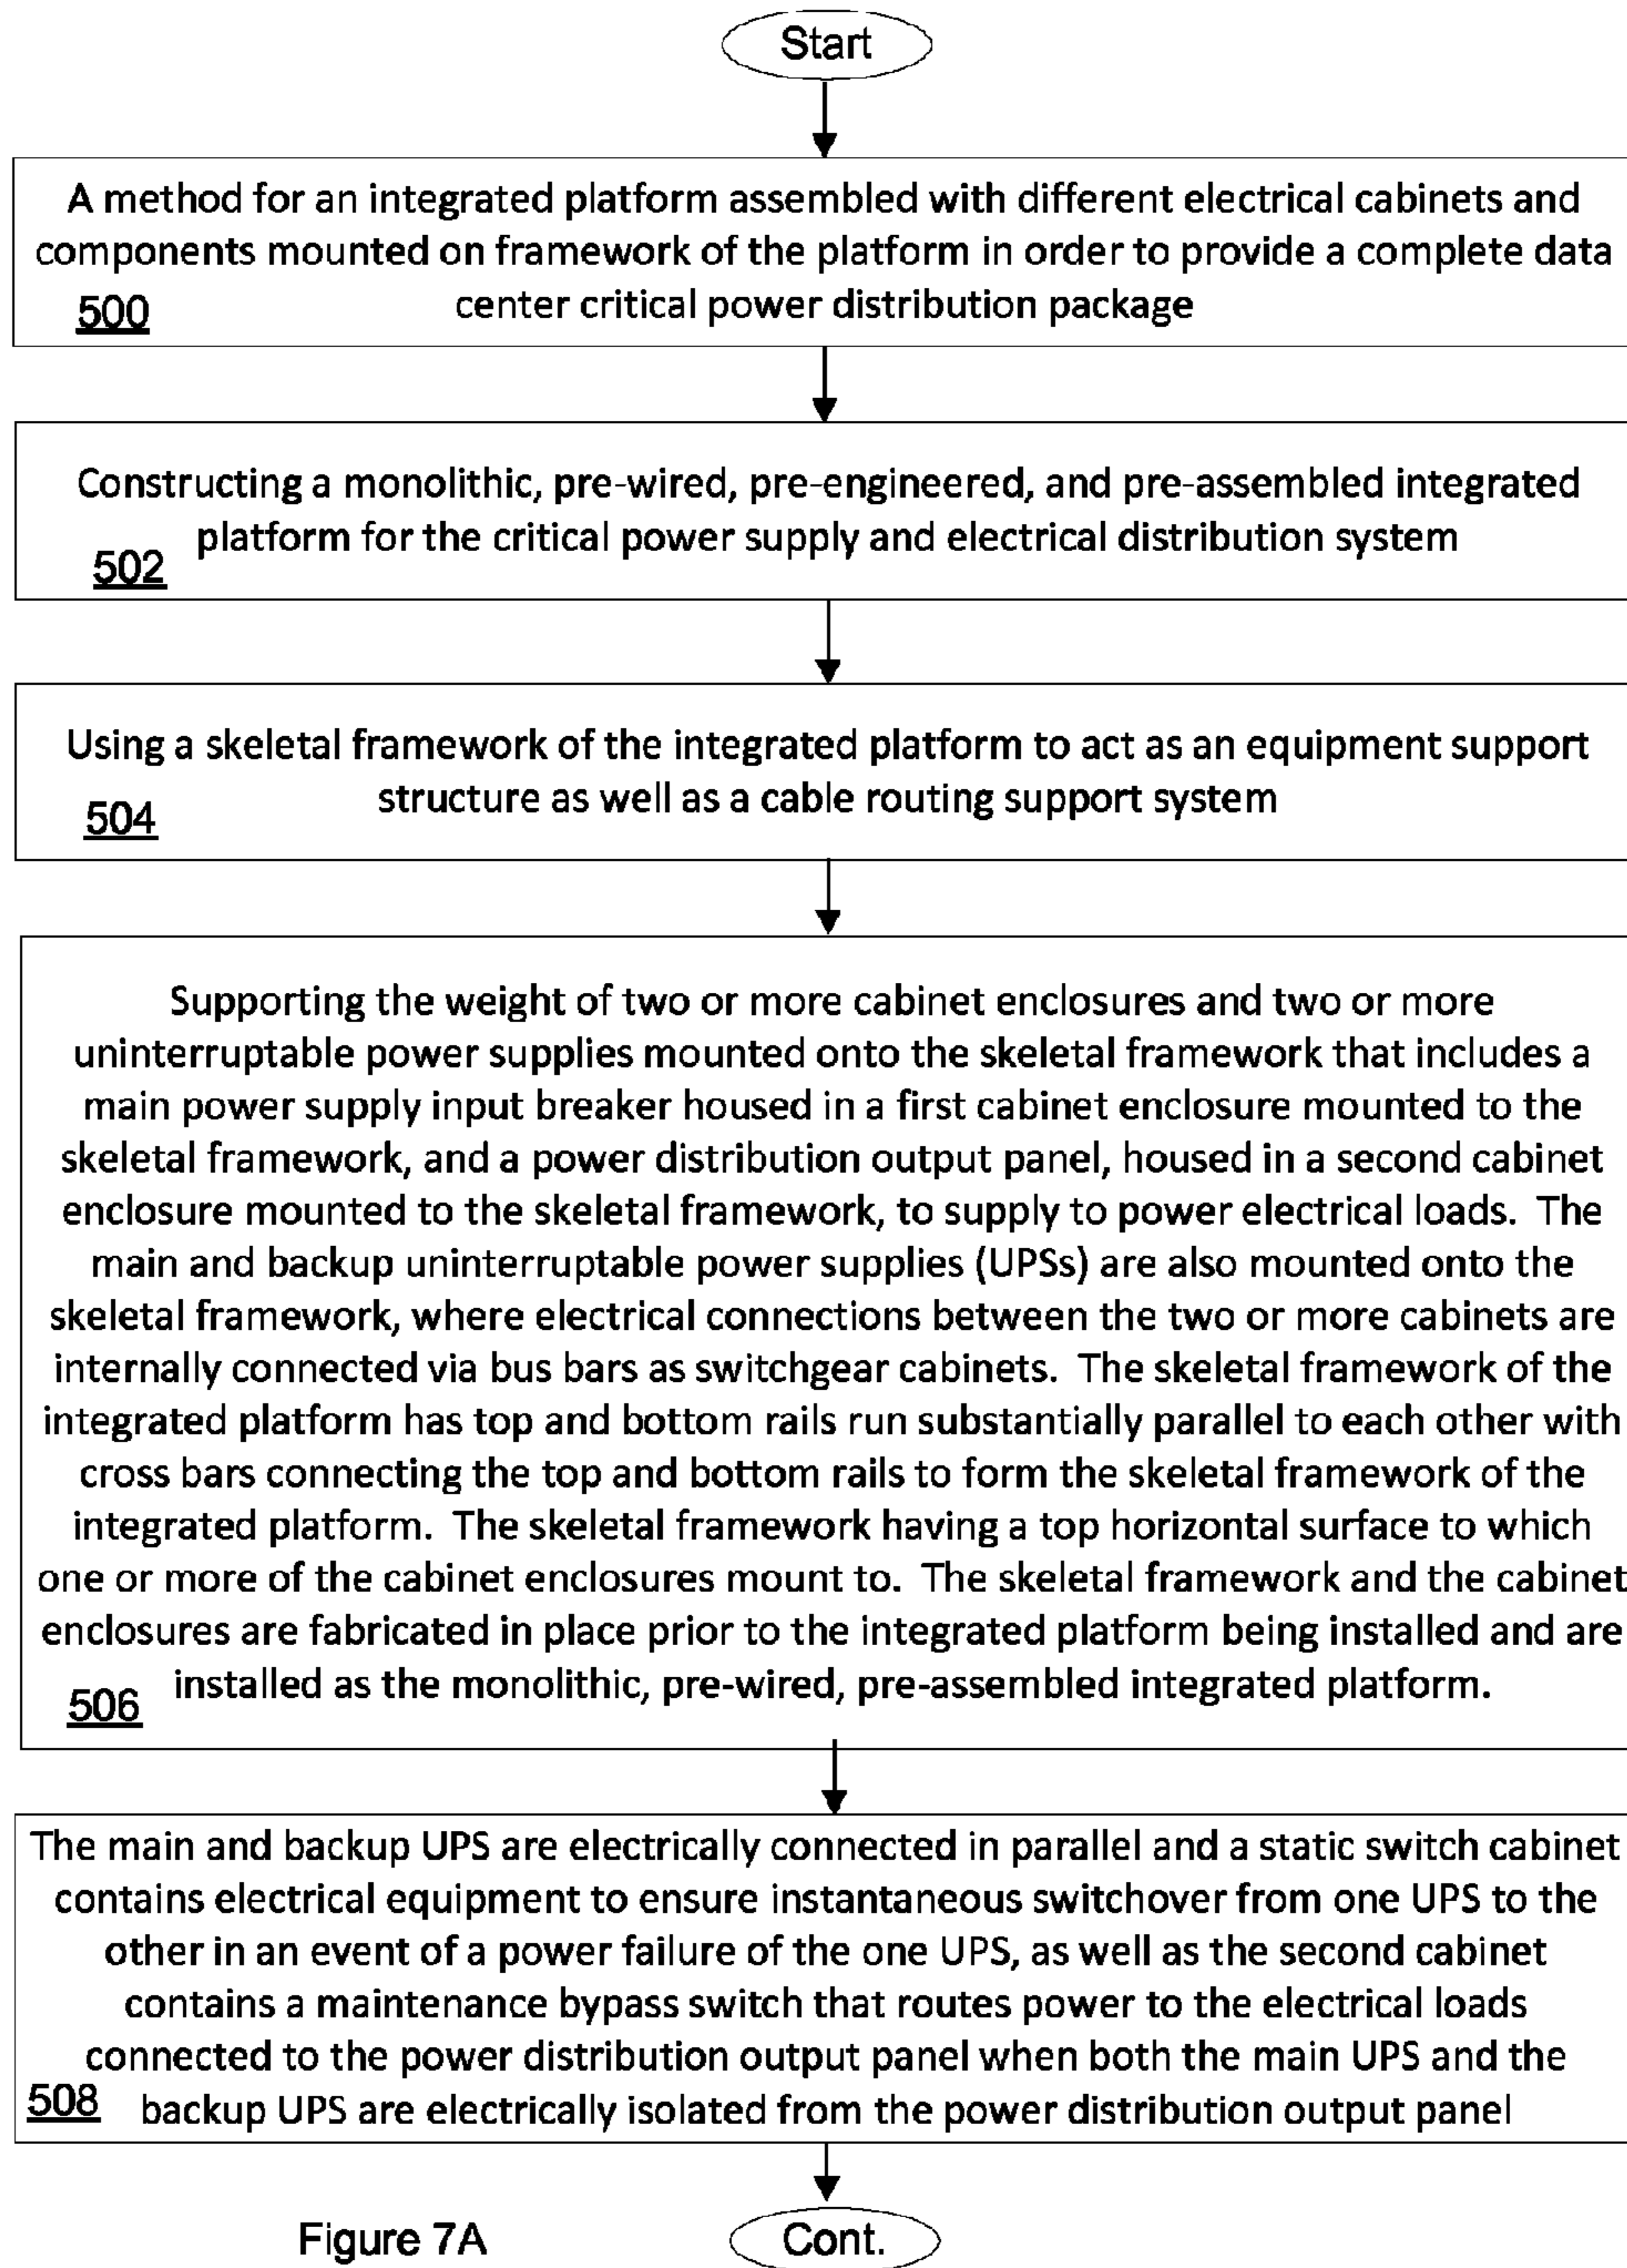 Start
A method for an integrated platform assembled with different electrical cabinets and
components mounted on framework of the platform in order to provide a complete data
center critical power distribution package
500
Constructing a monolithic, pre-wired, pre-engineered, and pre-assembled integrated
platform for the critical power supply and electrical distribution system
502
Using a skeletal framework of the integrated platform to act as an equipment support
structure as well as a cable routing support system
504
Supporting the weight of two or more cabinet enclosures and two or more
uninterruptable power supplies mounted onto the skeletal framework that includes a
main power supply input breaker housed in a first cabinet enclosure mounted to the
skeletal framework, and a power distribution output panel, housed in a second cabinet
enclosure mounted to the skeletal framework, to supply to power electrical loads. The
main and backup uninterruptable power supplies (UPSs) are also mounted onto the
skeletal framework, where electrical connections between the two or more cabinets are
internally connected via bus bars as switchgear cabinets. The skeletal framework of the
integrated platform has top and bottom rails run substantially parallel to each other with
cross bars connecting the top and bottom rails to form the skeletal framework of the
integrated platform. The skeletal framework having a top horizontal surface to which
one or more of the cabinet enclosures mount to. The skeletal framework and the cabinet
enclosures are fabricated in place prior to the integrated platform being installed and are
installed as the monolithic, pre-wired, pre-assembled integrated platform.
506
The main and backup UPS are electrically connected in parallel and a static switch cabinet
contains electrical equipment to ensure instantaneous switchover from one UPS to the
other in an event of a power failure of the one UPS, as well as the second cabinet
contains a maintenance bypass switch that routes power to the electrical loads
connected to the power distribution output panel when both the main UPS and the
508 backup UPS are electrically isolated from the power distribution output panel
Figure 7A
Cont.